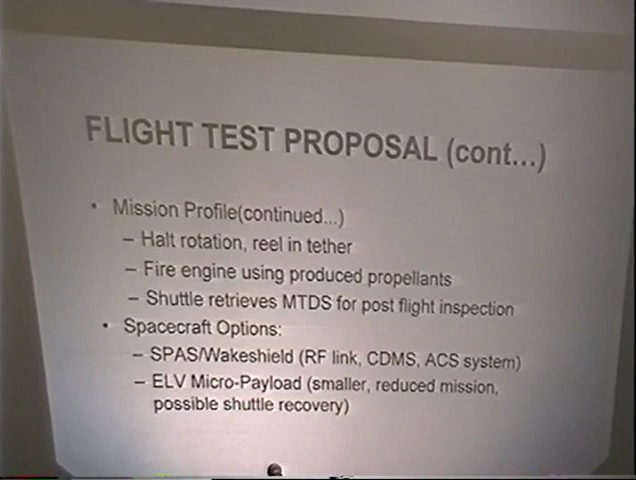 FLIGHT TEST PROPOSAL (cont...)
• Mission Profile(continued...)
– Halt rotation, reel in tether
– Fire engine using produced propellants
– Shuttle retrieves MTDS for post flight inspection
• Spacecraft Options:
– SPAS/Wakeshield (RF link, CDMS, ACS system)
– ELV Micro-Payload (smaller, reduced mission,
possible shuttle recovery)